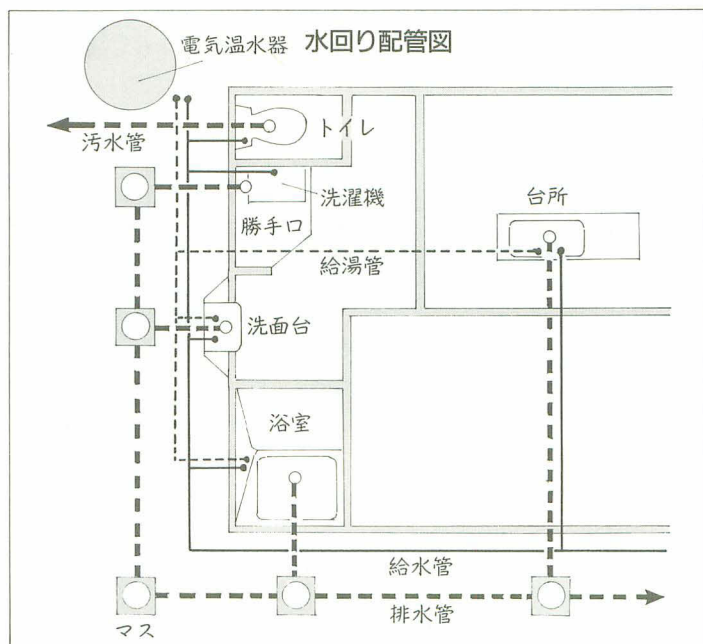 電気温水器
水回り配管図
トイレ
汚水管
洗濯機
台所
勝手口
給湯管
洗面台
浴室
給水管
マス
排水管